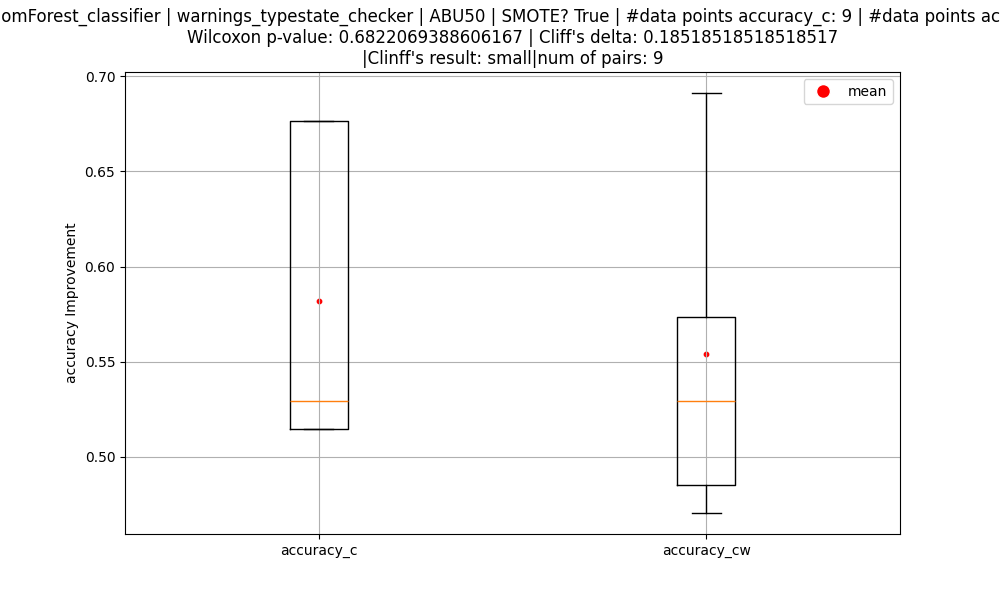 omForest_classifier | warnings_typestate_checker | ABU50 | SMOTE? True | #data points accuracy_c: 9 | #data points ac
Wilcoxon p-value: 0.6822069388606167 | Cliff's delta: 0.18518518518518517
|Clinff's result: small|num of pairs: 9
0.70
mean
0.65
0.60
0.55
0.50
accuracy Improvement
accuracy_c
accuracy_cw